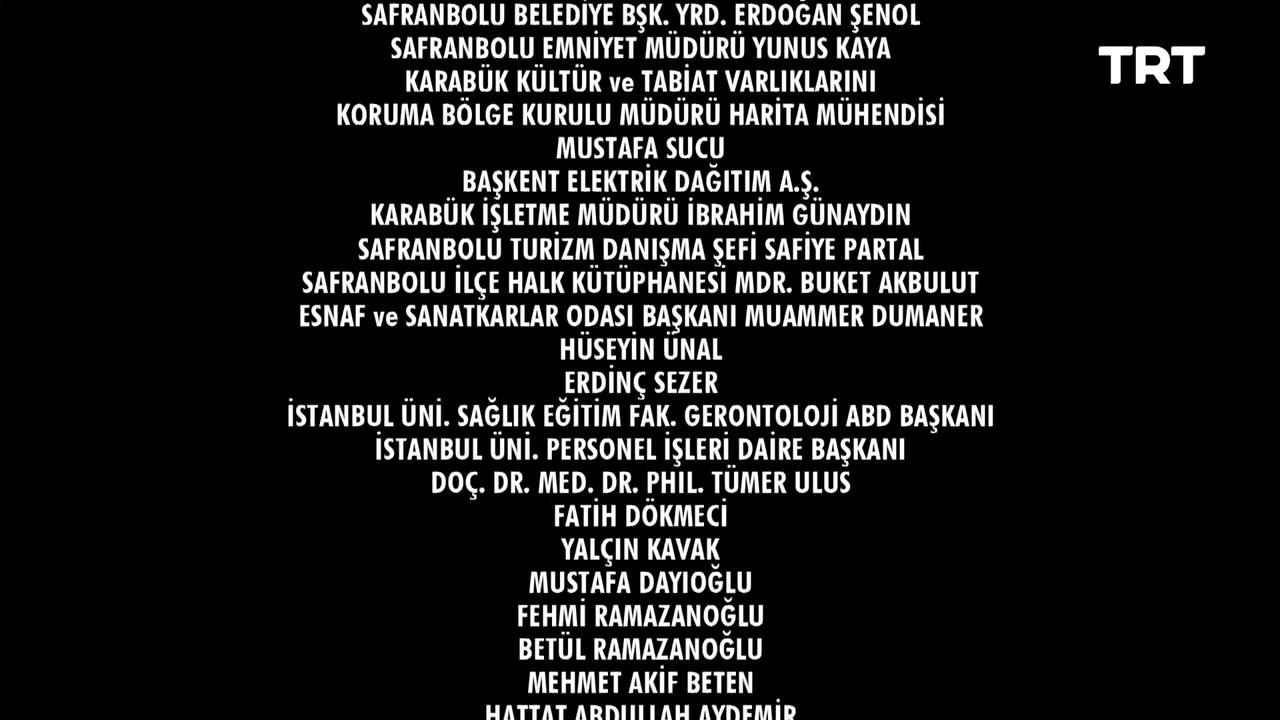 SAFRANBOLU BELEDİYE BŞK. YRD. ERDOĞAN ŞENOL
TRT
SAFRANBOLU EMNİYET MÜDÜRÜ YUNUS KAYA
KARABÜK KÜLTÜR ve TABİAT VARLIKLARINI
KORUMA BÖLGE KURULU MÜDÜRÜ HARİTA MÜHENDİSİ
MUSTAFA SUCU
BAŞKENT ELEKTRİK DAĞITIM A.Ş.
KARABÜK İŞLETME MÜDÜRÜ İBRAHİM GÜNAYDIN
SAFRANBOLU TURİZM DANIŞMA ŞEFİ SAFİYE PARTAL
SAFRANBOLU İLÇE HALK KÜTÜPHANESİ MDR. BUKET AKBULUT
ESNAF ve SANATKARLAR ODASI BAŞKANI MUAMMER DUMANER
HÜSEYİN ÜNAL
ERDİNÇ SEZER
İSTANBUL ÜNİ. SAĞLIK EĞİTİM FAK. GERONTOLOJİ ABD BAŞKANI
İSTANBUL ÜNİ. PERSONEL İŞLERİ DAİRE BAŞKANI
DOÇ. DR. MED. DR. PHIL. TÜMER ULUS
FATİH DÖKMECİ
YALÇIN KAVAK
MUSTAFA DAYIOĞLU
FEHMİ RAMAZANOĞLU
BETÜL RAMAZANOĞLU
MEHMET AKİF BETEN
HATTAT ABDULLAH AYDEMİR